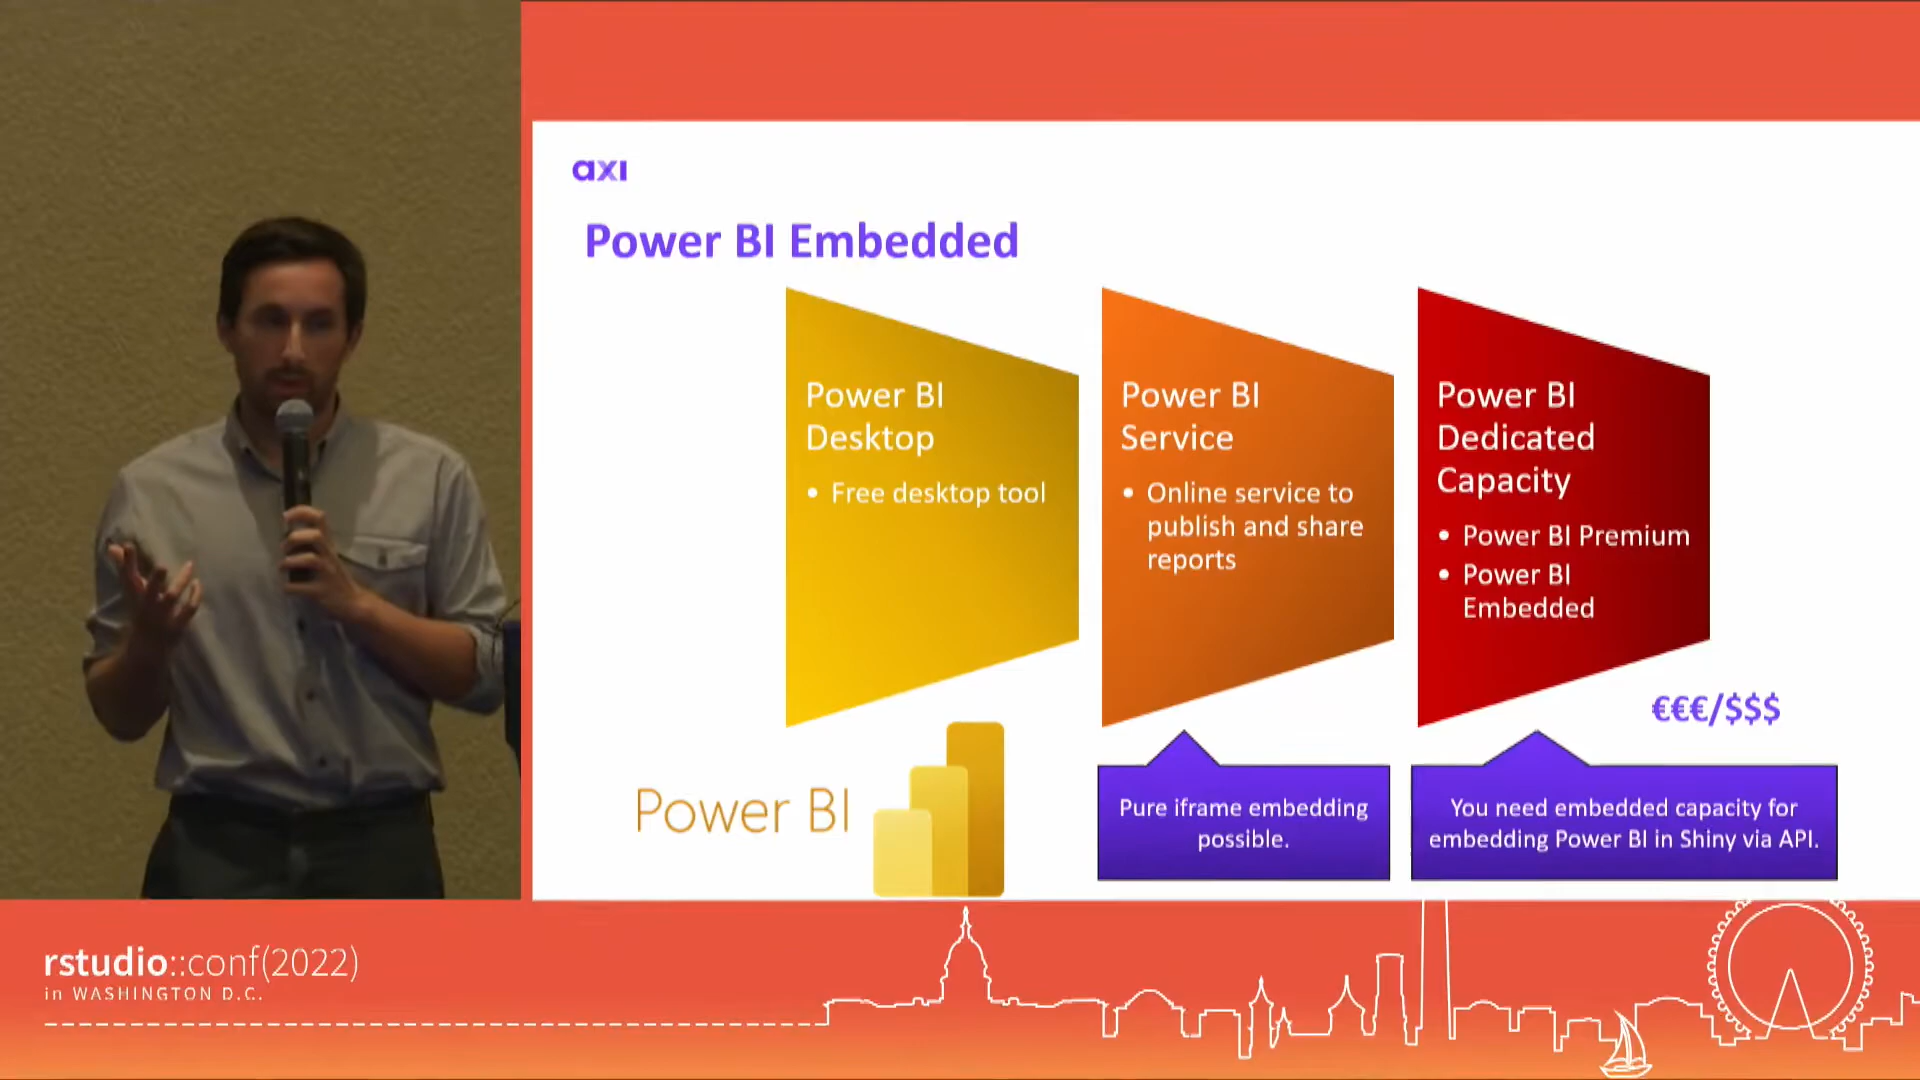 axi
Power BI Embedded
Power BI
Desktop
• Free desktop tool
Power BI
Service
• Online service to
publish and share
reports
Power BI
Dedicated
Capacity
• Power BI Premium
• Power BI
Embedded
€€€/$$$
Power BI
Pure iframe embedding
possible.
You need embedded capacity for
embedding Power BI in Shiny via API.
rstudio::conf(2022)
in WASHINGTON D.C.